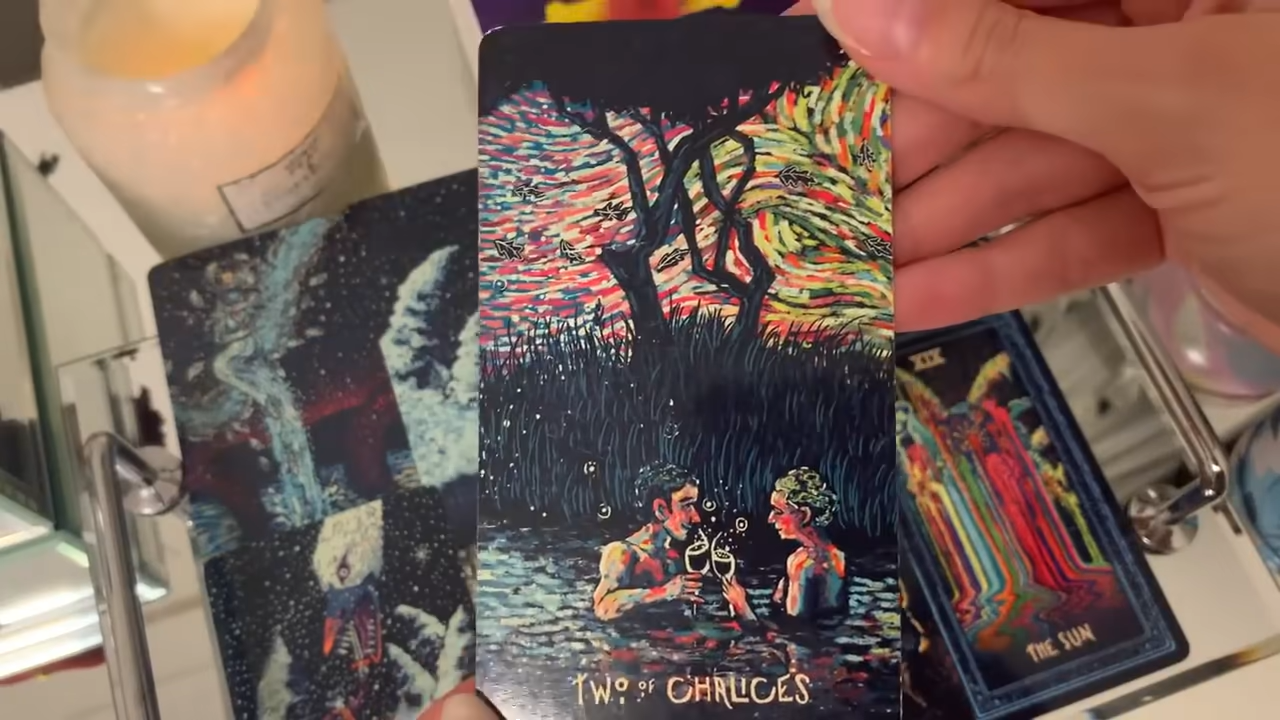 TWO OF CHALICES
XIX
THE SUN